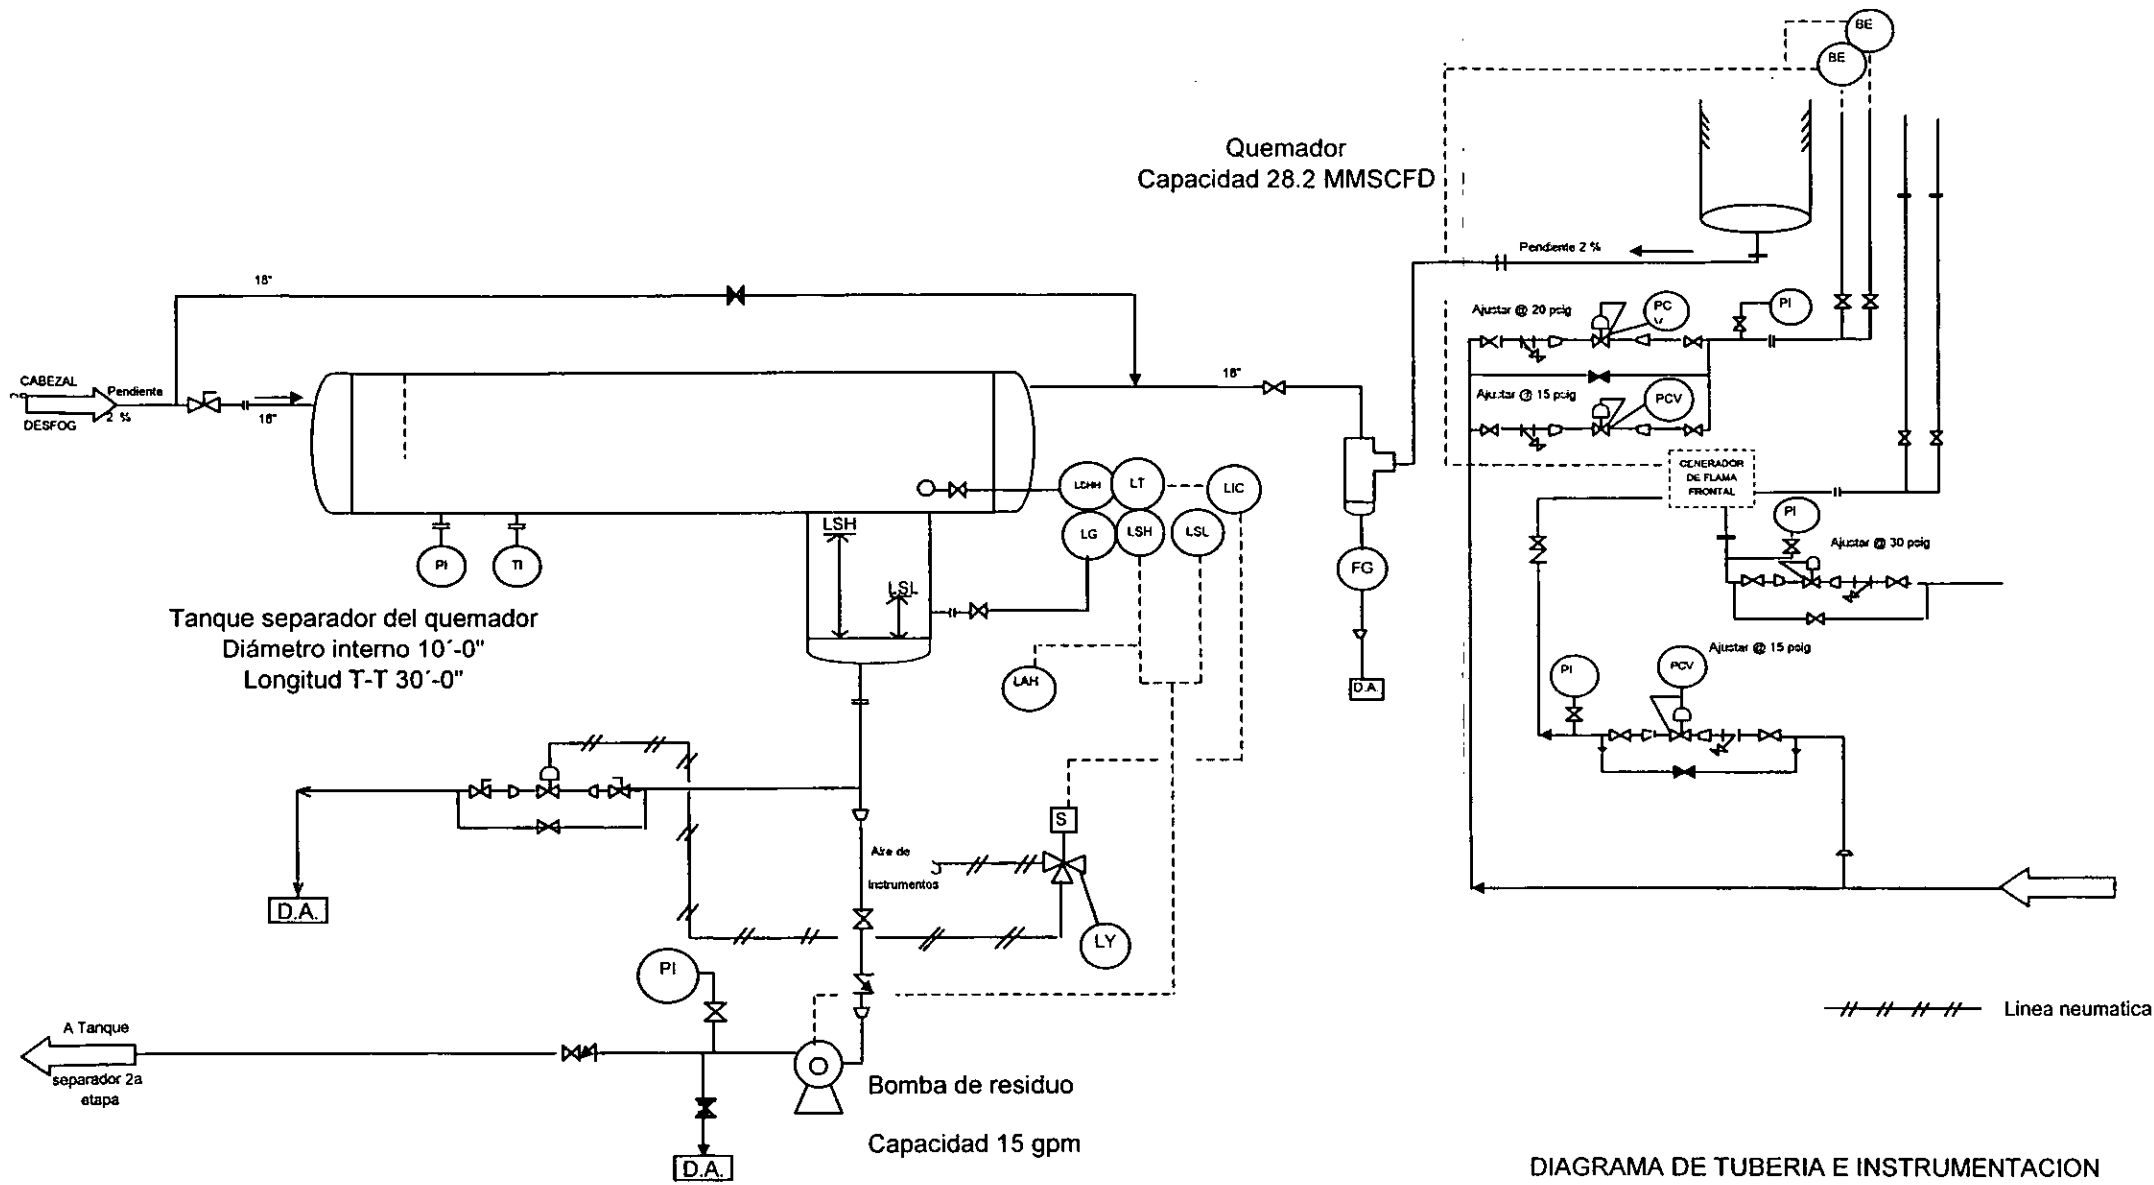 BE
BE
Quemador
Capacidad 28.2 MMSCFD
Pendiente 2 %
18"
Ajustar @ 20 psig
PC
V
PI
CABEZAL
Pendiente
2 %
DESFOG
16"
18"
Ajustar @ 15 psig
PCV
GENERADOR
DE FLAMA
FRONTAL
LSHH
LT
LIC
LSH
LG
LSH
LSL
PI
TI
LSL
FG
PI
Ajustar @ 30 psig
Tanque separador del quemador
Diámetro interno 10´-0"
Longitud T-T 30´-0"
LAH
D.A.
Ajustar @ 15 psig
PI
PCV
S
Aire de
Instrumentos
D.A.
LY
PI
Linea neumatica
A Tanque
separador 2a
etapa
Bomba de residuo
Capacidad 15 gpm
D.A.
DIAGRAMA DE TUBERIA E INSTRUMENTACION